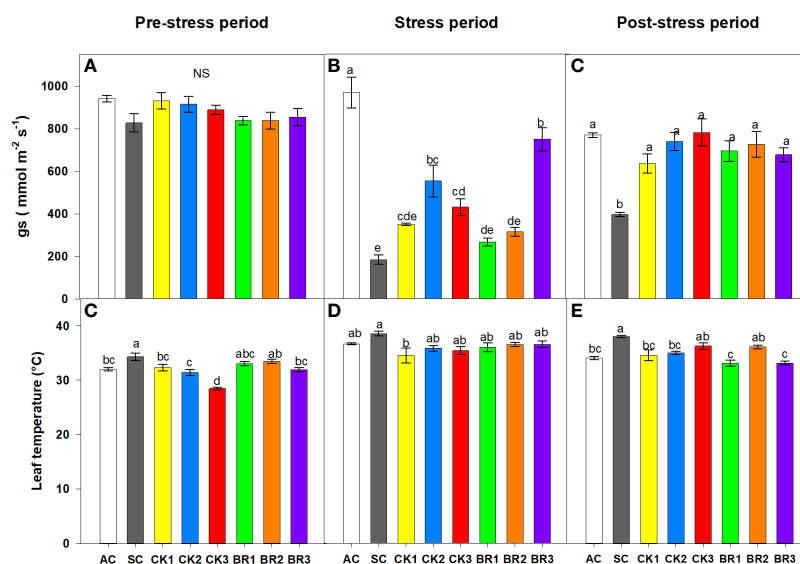 Pre-stress period Stress period Post-stress period
A B C
NS
a
b
bc
cd
cde
de de
e
a a a a a a a
b
1000
800
600
400
200
0
gs ( mmol m-2 s-1)
C D E
bc a bc c d abc ab bc
ab a b ab ab ab ab ab
bc a bc bc ab c ab c
40
30
20
10
0
Leaf temperature (°C)
AC SC CK1 CK2 CK3 BR1 BR2 BR3
AC SC CK1 CK2 CK3 BR1 BR2 BR3
AC SC CK1 CK2 CK3 BR1 BR2 BR3